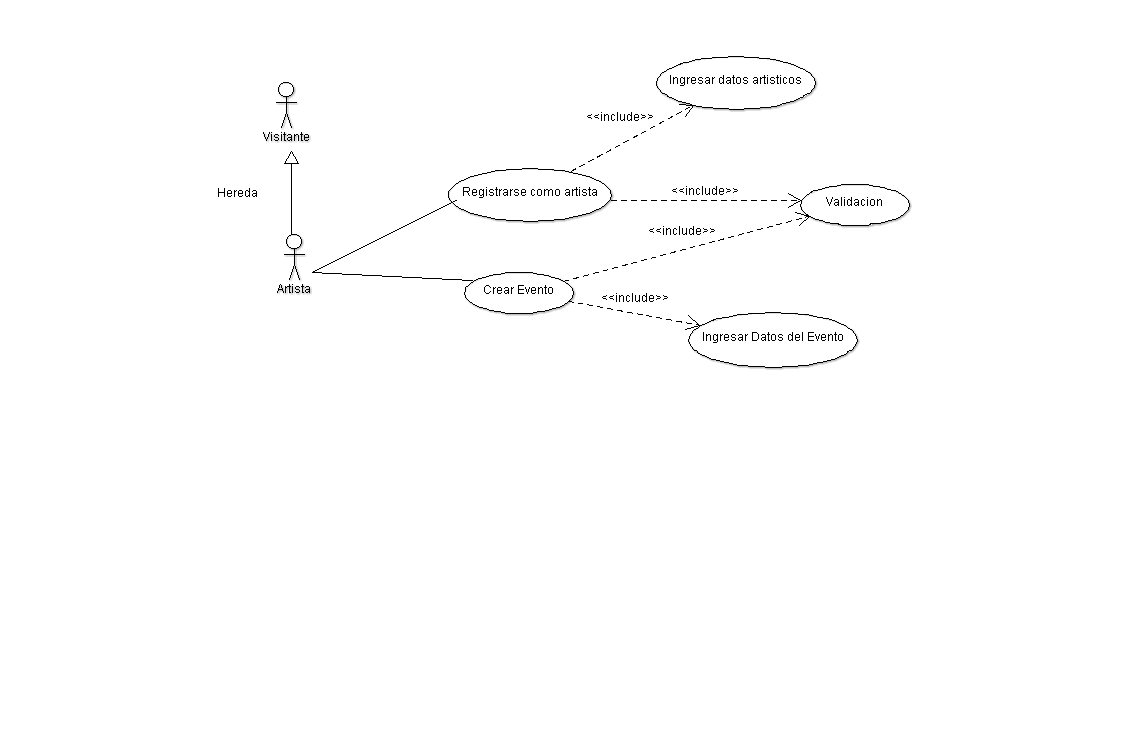 Ingresar datos artisticos
<<include>>
Visitante
Hereda
Registrarse como artista
<<include>>
Validacion
<<include>>
Artista
Crear Evento
<<include>>
Ingresar Datos del Evento